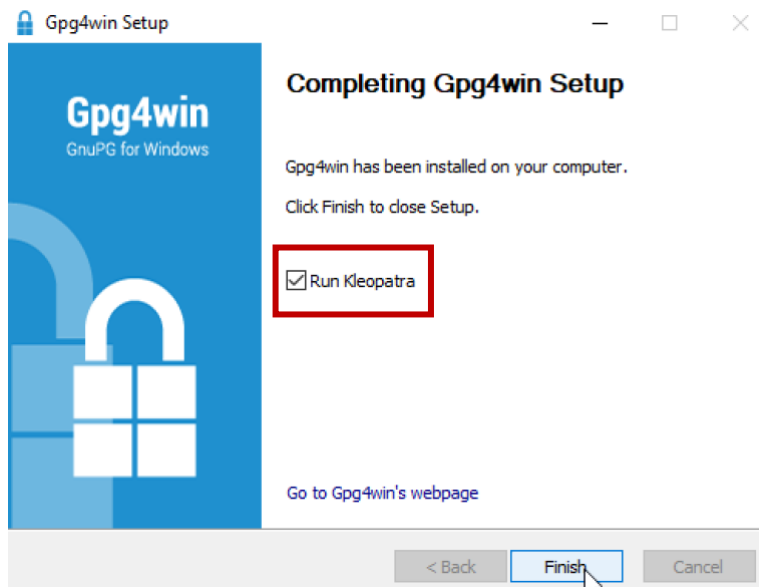 Gpg4win Setup
Gpg4win
GnuPG for Windows
Completing Gpg4win Setup
Gpg4win has been installed on your computer.
Click Finish to close Setup.
Run Kleopatra
Go to Gpg4win's webpage
< Back Finish Cancel